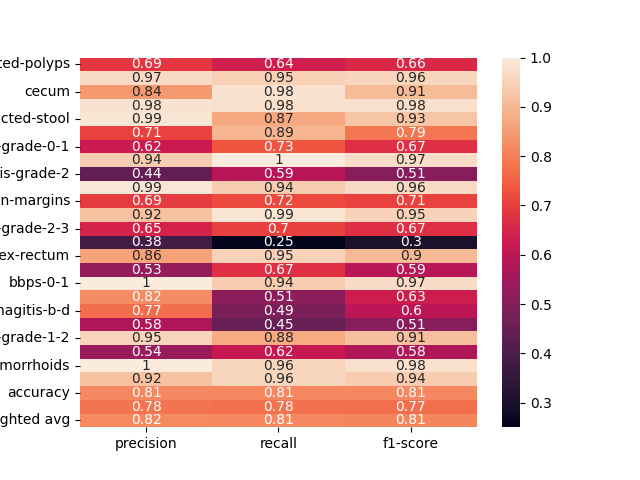 ted-polyps 0.69 0.64 0.66
0.97 0.95 0.96
cecum 0.84 0.98 0.91
0.98 0.98 0.98
cted-stool 0.99 0.87 0.93
0.71 0.89 0.79
-grade-0-1 0.62 0.73 0.67
0.94 1 0.97
is-grade-2 0.44 0.59 0.51
0.99 0.94 0.96
n-margins 0.69 0.72 0.71
0.92 0.99 0.95
-grade-2-3 0.65 0.7 0.67
0.38 0.25 0.3
ex-rectum 0.86 0.95 0.9
0.53 0.67 0.59
bbps-0-1 1 0.94 0.97
0.82 0.51 0.63
nagitis-b-d 0.77 0.49 0.6
0.58 0.45 0.51
-grade-1-2 0.95 0.88 0.91
0.54 0.62 0.58
morrhoids 1 0.96 0.98
0.92 0.96 0.94
accuracy 0.81 0.81 0.81
0.78 0.78 0.77
ghted avg 0.82 0.81 0.81
precision recall f1-score
1.0
0.9
0.8
0.7
0.6
0.5
0.4
0.3